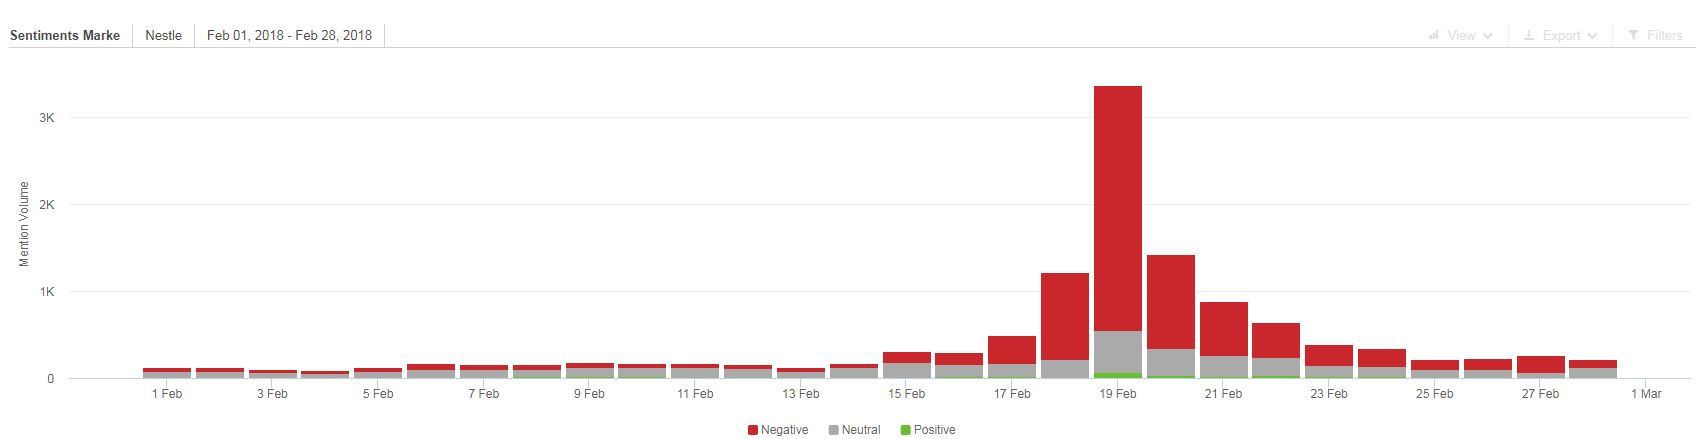 Sentiments Marke Nestle Feb 01, 2018 - Feb 28, 2018 View Export Filters
3K
2K
1K
0
Mention Volume
1 Feb 3 Feb 5 Feb 7 Feb 9 Feb 11 Feb 13 Feb 15 Feb 17 Feb 19 Feb 21 Feb 23 Feb 25 Feb 27 Feb 1 Mar
Negative Neutral Positive